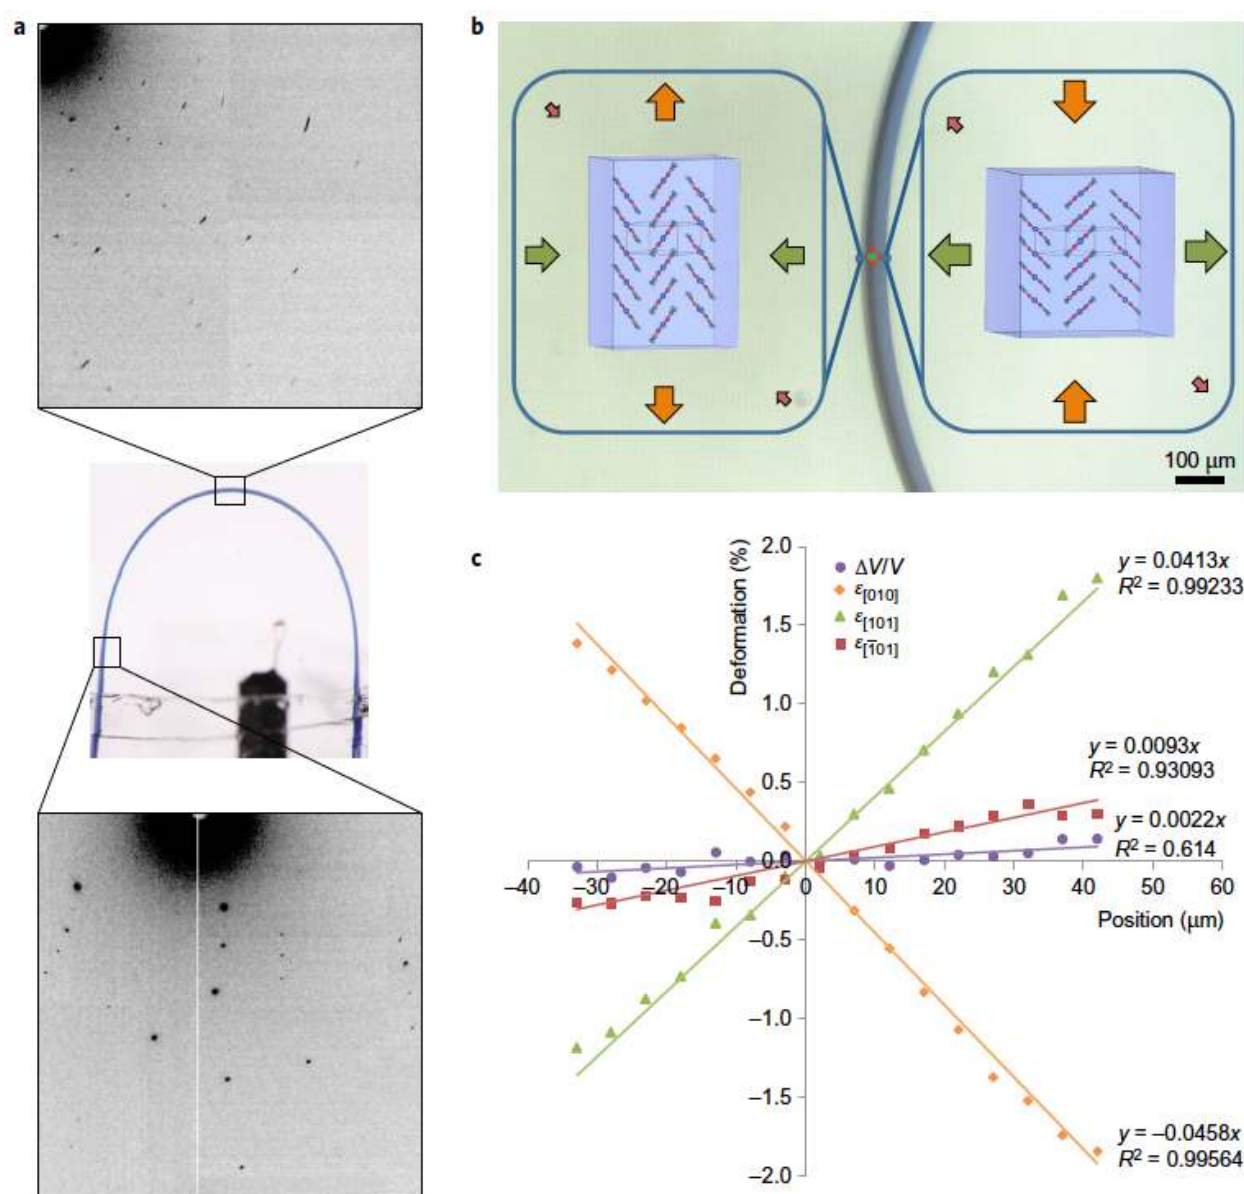 a
b
100 μm
c
Deformation (%)
2.0
1.5
1.0
0.5
0.0
–0.5
–1.0
–1.5
–2.0
ΔV/V
ε[010]
ε[101]
ε[1̅01]
y = 0.0413x
R² = 0.99233
y = 0.0093x
R² = 0.93093
y = 0.0022x
R² = 0.614
–40 –30 –20 –10 0 10 20 30 40 50 60
Position (μm)
y = –0.0458x
R² = 0.99564